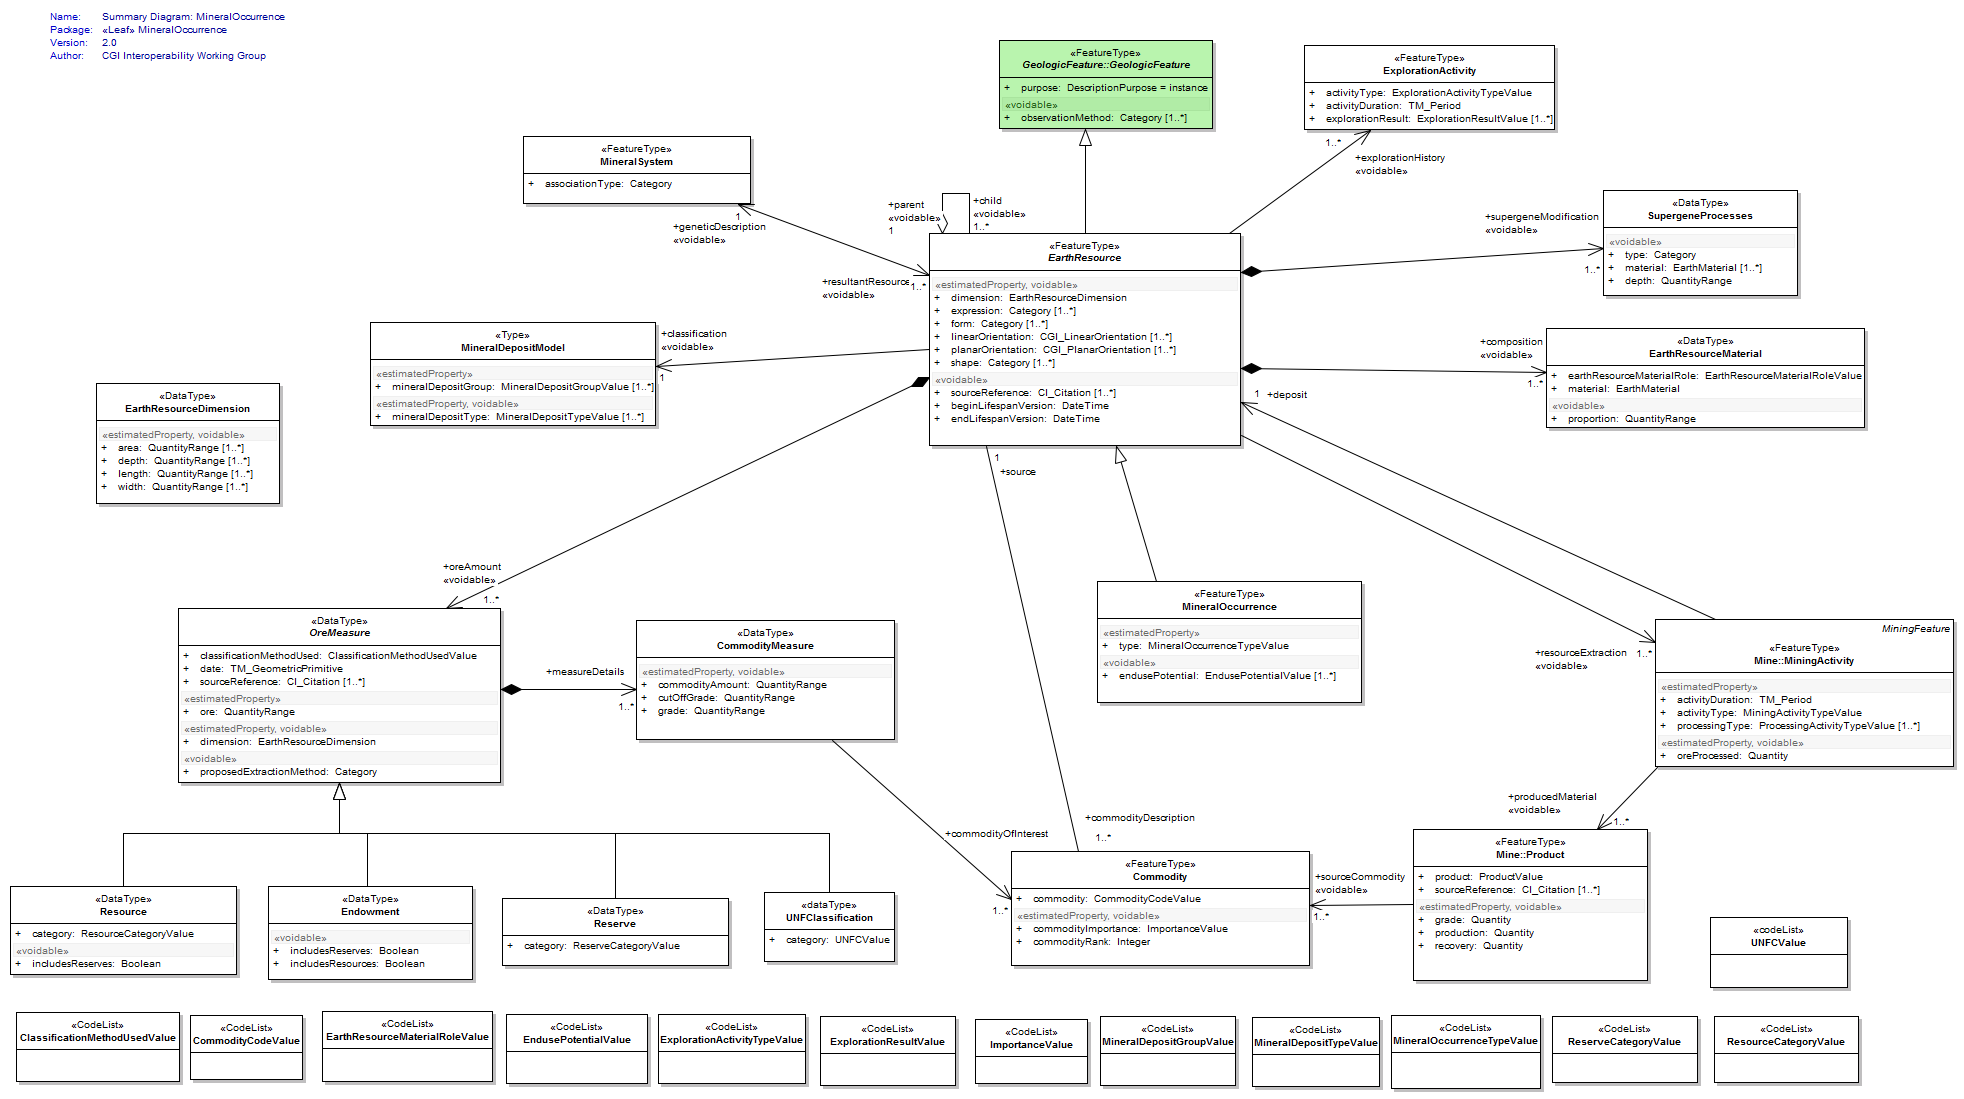 Name: Summary Diagram: MineralOccurrence
Package: «Leaf» MineralOccurrence
Version: 2.0
Author: CGI Interoperability Working Group
«FeatureType»
GeologicFeature::GeologicFeature
+ purpose: DescriptionPurpose = instance
«voidable»
+ observationMethod: Category [1..*]
«FeatureType»
ExplorationActivity
+ activityType: ExplorationActivityTypeValue
+ activityDuration: TM_Period
+ explorationResult: ExplorationResultValue [1..*]
1..*
+explorationHistory
«voidable»
«FeatureType»
MineralSystem
+ associationType: Category
1
+geneticDescription
«voidable»
+parent
«voidable»
1
+child
«voidable»
1..*
+resultantResource
«voidable»
1..*
«FeatureType»
EarthResource
«estimatedProperty, voidable»
+ dimension: EarthResourceDimension
+ expression: Category [1..*]
+ form: Category [1..*]
+ linearOrientation: CGI_LinearOrientation [1..*]
+ planarOrientation: CGI_PlanarOrientation [1..*]
+ shape: Category [1..*]
«voidable»
+ sourceReference: CI_Citation [1..*]
+ beginLifespanVersion: DateTime
+ endLifespanVersion: DateTime
+supergeneModification
«voidable»
1..*
«DataType»
SupergeneProcesses
«voidable»
+ type: Category
+ material: EarthMaterial [1..*]
+ depth: QuantityRange
«Type»
MineralDepositModel
«estimatedProperty»
+ mineralDepositGroup: MineralDepositGroupValue [1..*]
«estimatedProperty, voidable»
+ mineralDepositType: MineralDepositTypeValue [1..*]
+classification
«voidable»
1
+composition
«voidable»
1..*
«DataType»
EarthResourceMaterial
+ earthResourceMaterialRole: EarthResourceMaterialRoleValue
+ material: EarthMaterial
«voidable»
+ proportion: QuantityRange
«DataType»
EarthResourceDimension
«estimatedProperty, voidable»
+ area: QuantityRange [1..*]
+ depth: QuantityRange [1..*]
+ length: QuantityRange [1..*]
+ width: QuantityRange [1..*]
1 +deposit
1
+source
+oreAmount
«voidable»
1..*
«DataType»
OreMeasure
+ classificationMethodUsed: ClassificationMethodUsedValue
+ date: TM_GeometricPrimitive
+ sourceReference: CI_Citation [1..*]
«estimatedProperty»
+ ore: QuantityRange
«estimatedProperty, voidable»
+ dimension: EarthResourceDimension
«voidable»
+ proposedExtractionMethod: Category
+measureDetails
1..*
«DataType»
CommodityMeasure
«estimatedProperty, voidable»
+ commodityAmount: QuantityRange
+ cutOffGrade: QuantityRange
+ grade: QuantityRange
«FeatureType»
MineralOccurrence
«estimatedProperty»
+ type: MineralOccurrenceTypeValue
«voidable»
+ endusePotential: EndusePotentialValue [1..*]
+resourceExtraction
«voidable»
1..*
MiningFeature
«FeatureType»
Mine::MiningActivity
«estimatedProperty»
+ activityDuration: TM_Period
+ activityType: MiningActivityTypeValue
+ processingType: ProcessingActivityTypeValue [1..*]
«estimatedProperty, voidable»
+ oreProcessed: Quantity
+producedMaterial
«voidable»
1..*
+commodityOfInterest
1..*
+commodityDescription
1..*
«FeatureType»
Commodity
+ commodity: CommodityCodeValue
«estimatedProperty, voidable»
+ commodityImportance: ImportanceValue
+ commodityRank: Integer
+sourceCommodity
«voidable»
1..*
«FeatureType»
Mine::Product
+ product: ProductValue
+ sourceReference: CI_Citation [1..*]
«estimatedProperty, voidable»
+ grade: Quantity
+ production: Quantity
+ recovery: Quantity
«DataType»
Resource
+ category: ResourceCategoryValue
«voidable»
+ includesReserves: Boolean
«DataType»
Endowment
«voidable»
+ includesReserves: Boolean
+ includesResources: Boolean
«DataType»
Reserve
+ category: ReserveCategoryValue
«dataType»
UNFClassification
+ category: UNFCValue
«codeList»
UNFCValue
«CodeList»
ClassificationMethodUsedValue
«CodeList»
CommodityCodeValue
«CodeList»
EarthResourceMaterialRoleValue
«CodeList»
EndusePotentialValue
«CodeList»
ExplorationActivityTypeValue
«CodeList»
ExplorationResultValue
«CodeList»
ImportanceValue
«CodeList»
MineralDepositGroupValue
«CodeList»
MineralDepositTypeValue
«CodeList»
MineralOccurrenceTypeValue
«CodeList»
ReserveCategoryValue
«CodeList»
ResourceCategoryValue